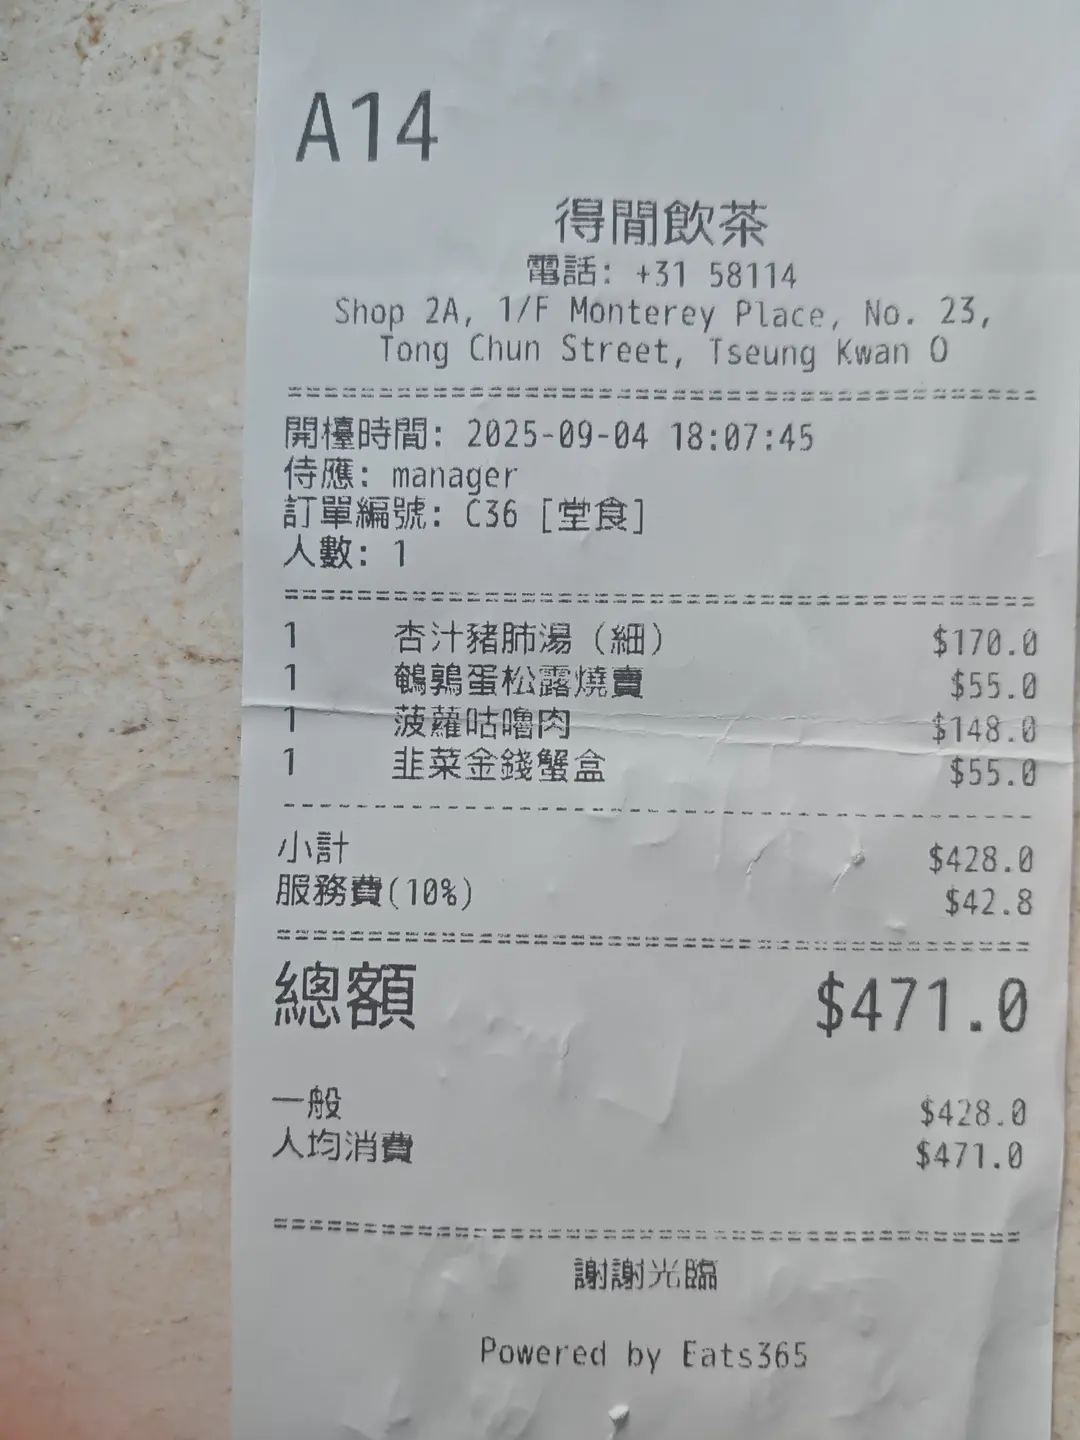 A14
得閒飲茶
電話: +31 58114
Shop 2A, 1/F Monterey Place, No. 23,
Tong Chun Street, Tseung Kwan O
開檯時間: 2025-09-04 18:07:45
侍應: manager
訂單編號: C36 [堂食]
人數: 1
1 杏汁豬肺湯（細） $170.0
1 鵪鶉蛋松露燒賣 $55.0
1 菠蘿咕嚕肉 $148.0
1 韭菜金錢蟹盒 $55.0
小計 $428.0
服務費(10%) $42.8
總額 $471.0
一般 $428.0
人均消費 $471.0
謝謝光臨
Powered by Eats365